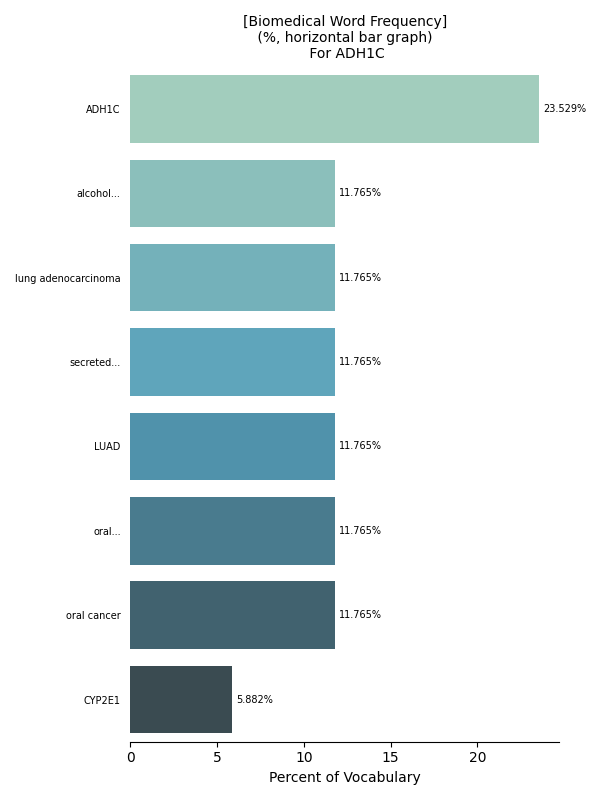 [Biomedical Word Frequency]
(%, horizontal bar graph)
For ADH1C
ADH1C
23.529%
alcohol...
11.765%
lung adenocarcinoma
11.765%
secreted...
11.765%
LUAD
11.765%
oral...
11.765%
oral cancer
11.765%
CYP2E1
5.882%
0 5 10 15 20
Percent of Vocabulary